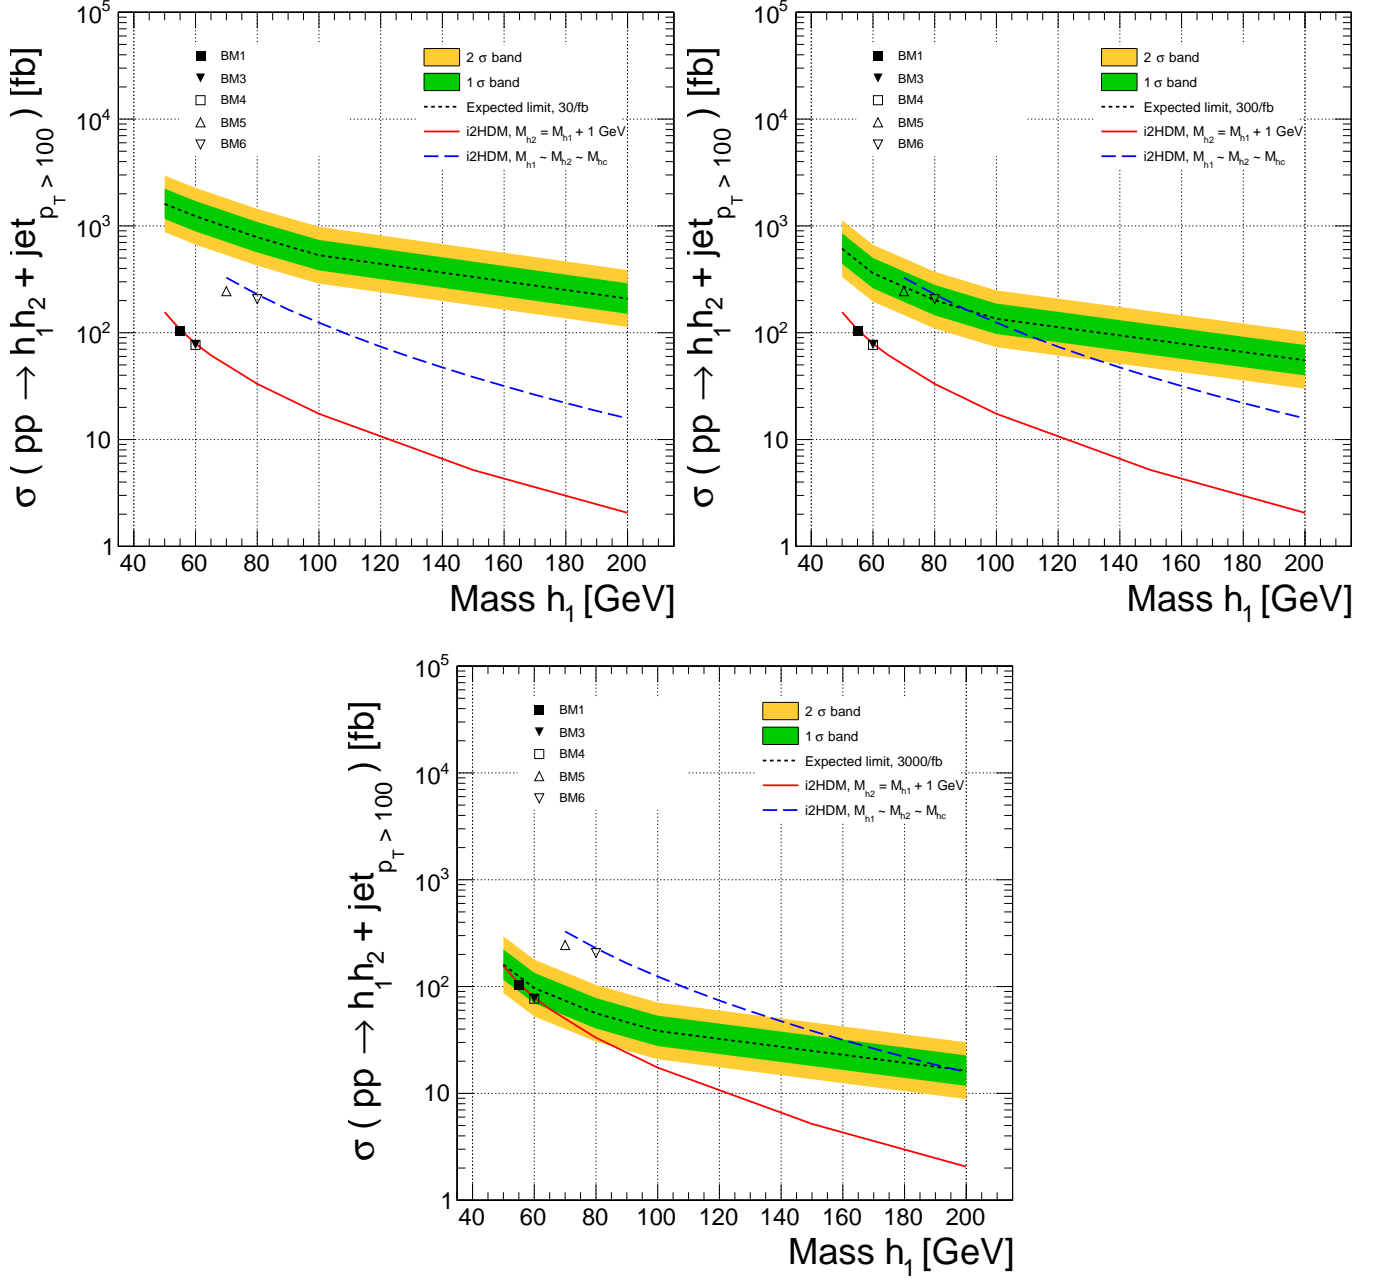 σ ( pp → h1h2 + jet pT > 100 ) [fb]
10^5
10^4
10^3
10^2
10
1
BM1
BM3
BM4
BM5
BM6
2 σ band
1 σ band
Expected limit, 30/fb
i2HDM, Mh2 = Mh1 + 1 GeV
i2HDM, Mh1 ~ Mh2 ~ Mhc
40 60 80 100 120 140 160 180 200
Mass h1 [GeV]
σ ( pp → h1h2 + jet pT > 100 ) [fb]
10^5
10^4
10^3
10^2
10
1
BM1
BM3
BM4
BM5
BM6
2 σ band
1 σ band
Expected limit, 300/fb
i2HDM, Mh2 = Mh1 + 1 GeV
i2HDM, Mh1 ~ Mh2 ~ Mhc
40 60 80 100 120 140 160 180 200
Mass h1 [GeV]
σ ( pp → h1h2 + jet pT > 100 ) [fb]
10^5
10^4
10^3
10^2
10
1
BM1
BM3
BM4
BM5
BM6
2 σ band
1 σ band
Expected limit, 3000/fb
i2HDM, Mh2 = Mh1 + 1 GeV
i2HDM, Mh1 ~ Mh2 ~ Mhc
40 60 80 100 120 140 160 180 200
Mass h1 [GeV]